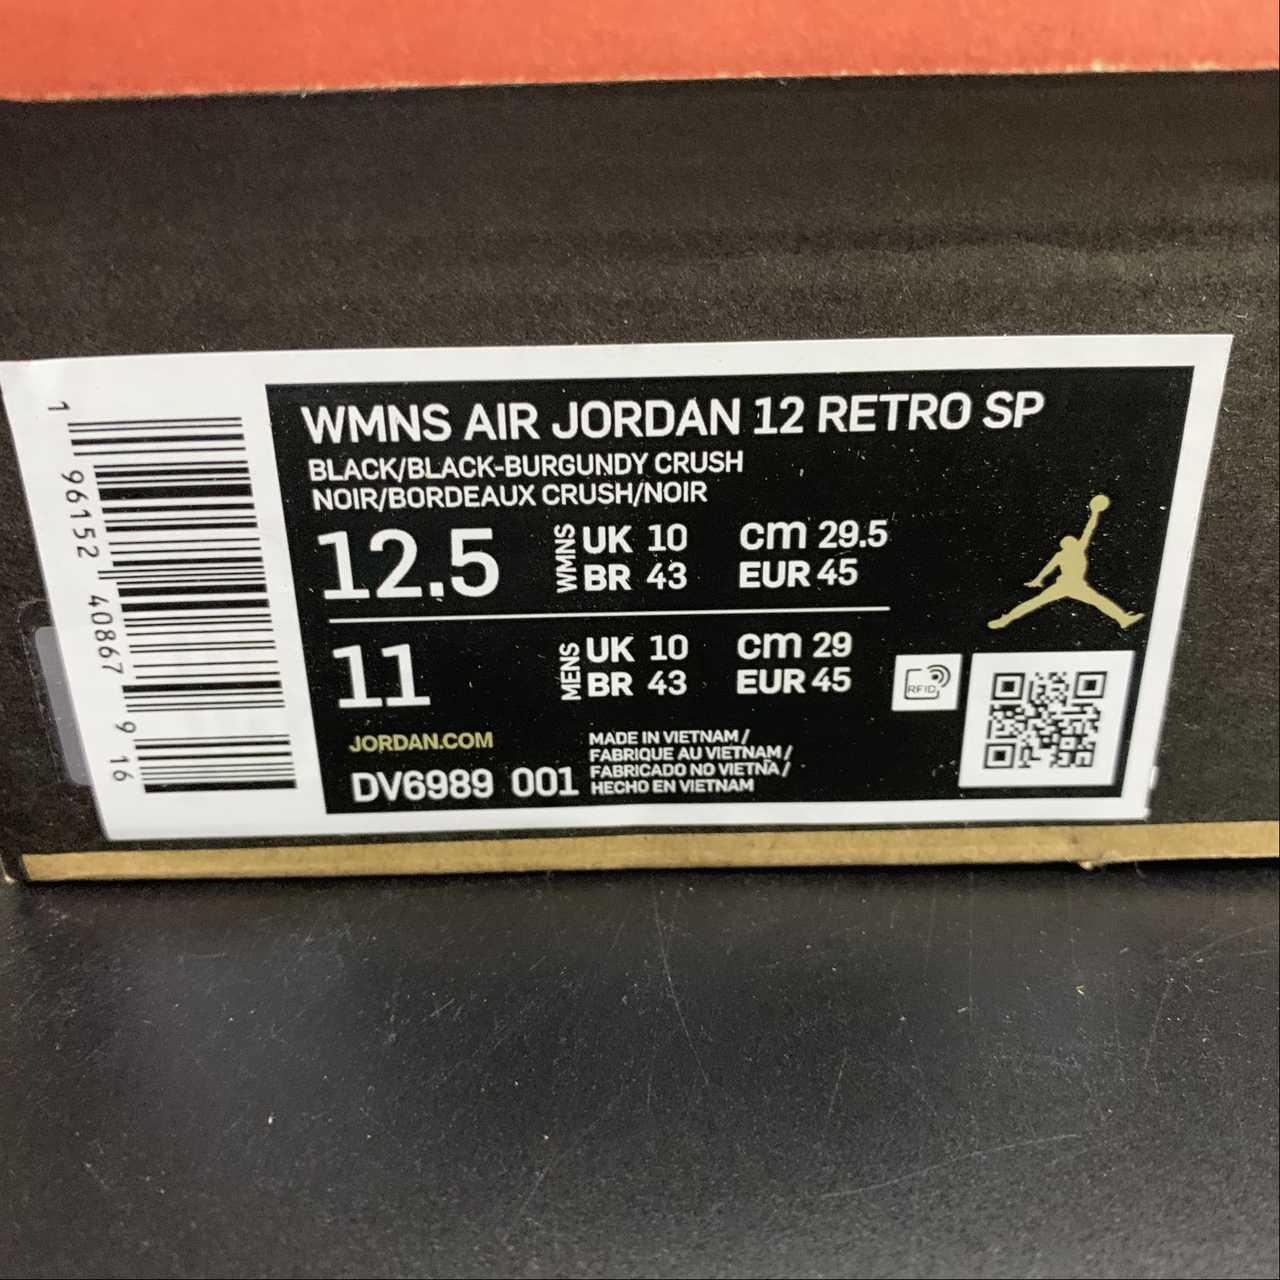 WMNS AIR JORDAN 12 RETRO SP
BLACK/BLACK-BURGUNDY CRUSH
NOIR/BORDEAUX CRUSH/NOIR
12.5 WMNS UK 10 cm 29.5
BR 43 EUR 45
11 MENS UK 10 cm 29
BR 43 EUR 45
RFID
JORDAN.COM
DV6989 001
MADE IN VIETNAM /
FABRIQUE AU VIETNAM /
FABRICADO NO VIETNA /
HECHO EN VIETNAM
1 96152 40867 9 16